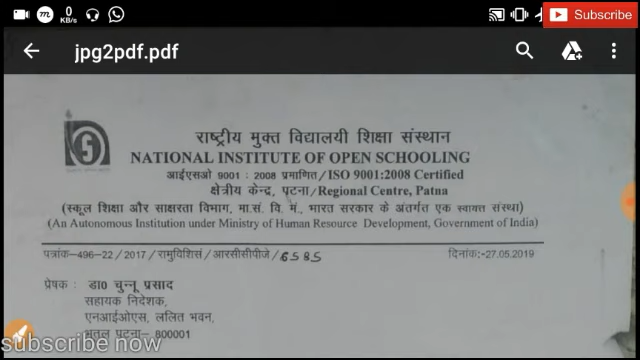 0
KB/s
Subscribe
jpg2pdf.pdf
राष्ट्रीय मुक्त विद्यालयी शिक्षा संस्थान
NATIONAL INSTITUTE OF OPEN SCHOOLING
आईएसओ 9001 : 2008 प्रमाणित/ISO 9001:2008 Certified
क्षेत्रीय केन्द्र, पटना/Regional Centre, Patna
(स्कूल शिक्षा और साक्षरता विभाग, मा.सं. वि. मं., भारत सरकार के अंतर्गत एक स्वायत्त संस्था)
(An Autonomous Institution under Ministry of Human Resource Development, Government of India)
पत्रांक-496-22 / 2017 / रामुविशिसं / आरसीसीपीजे / 6585 दिनांक:-27.05.2019
प्रेषक : डा0 चुन्नू प्रसाद
सहायक निदेशक,
एनआईओएस, ललित भवन,
पटना- 800001
subscribe now